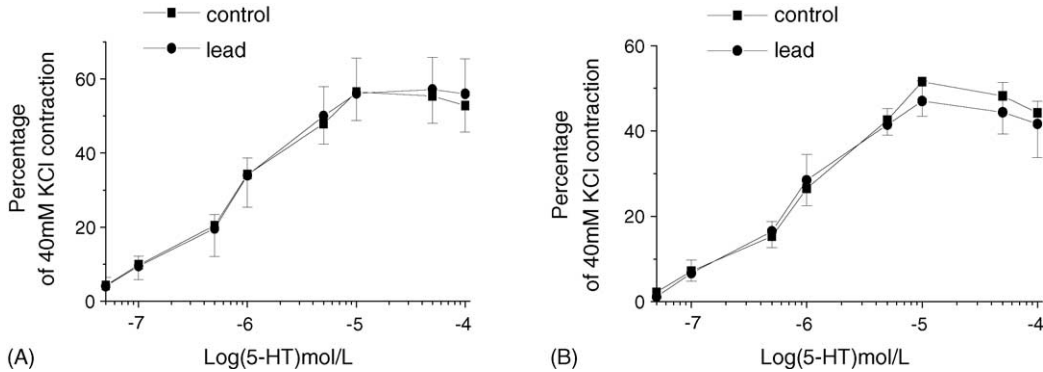 control
lead
Percentage
of 40mM KCl contraction
60
40
20
0
-7
-6
-5
-4
Log(5-HT)mol/L
(A)
control
lead
Percentage
of 40mM KCl contraction
60
40
20
0
-7
-6
-5
-4
Log(5-HT)mol/L
(B)